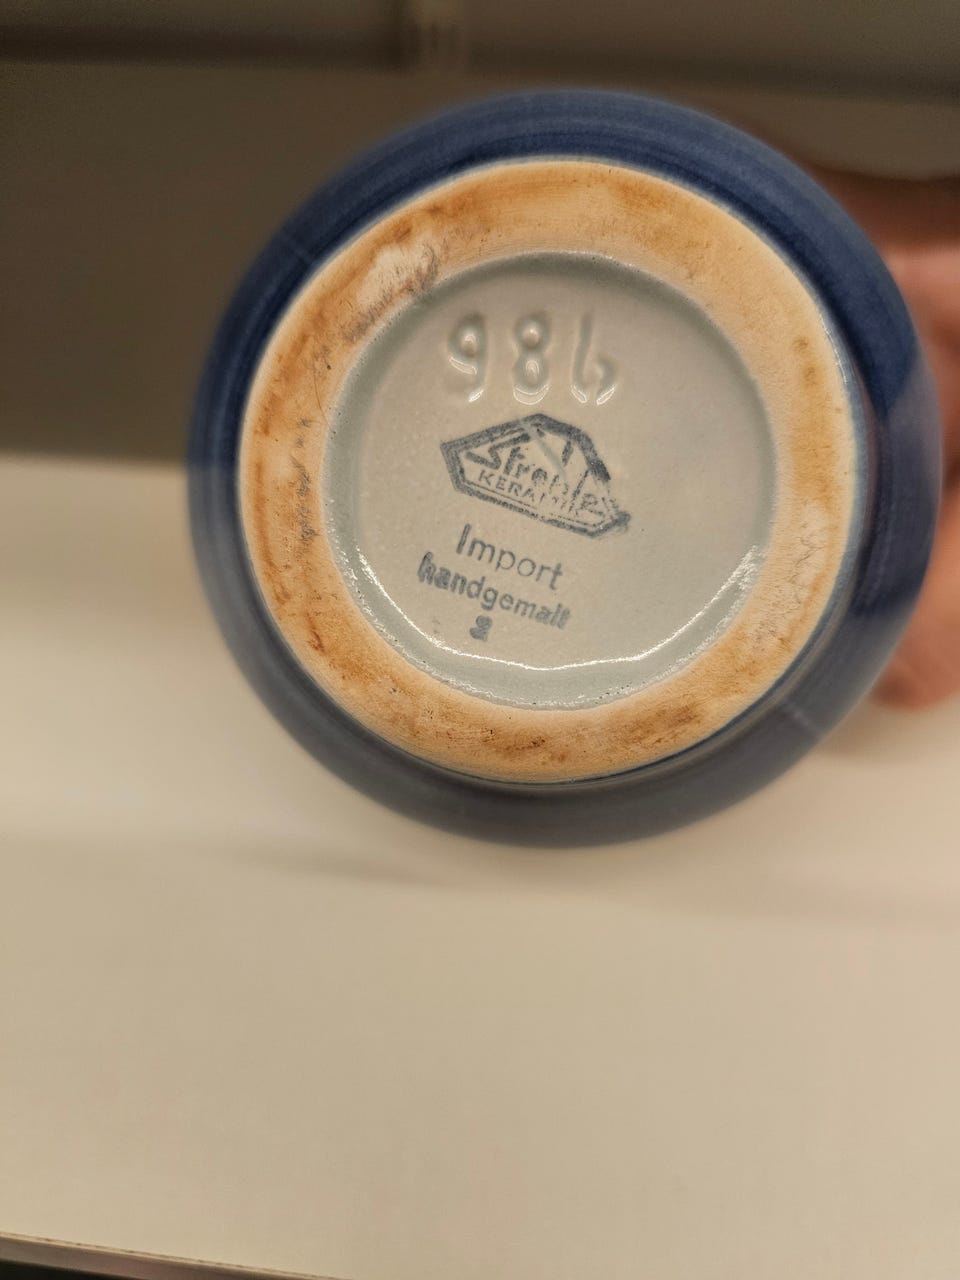 986
Strehla
KERAMIK
Import
handgemalt
2